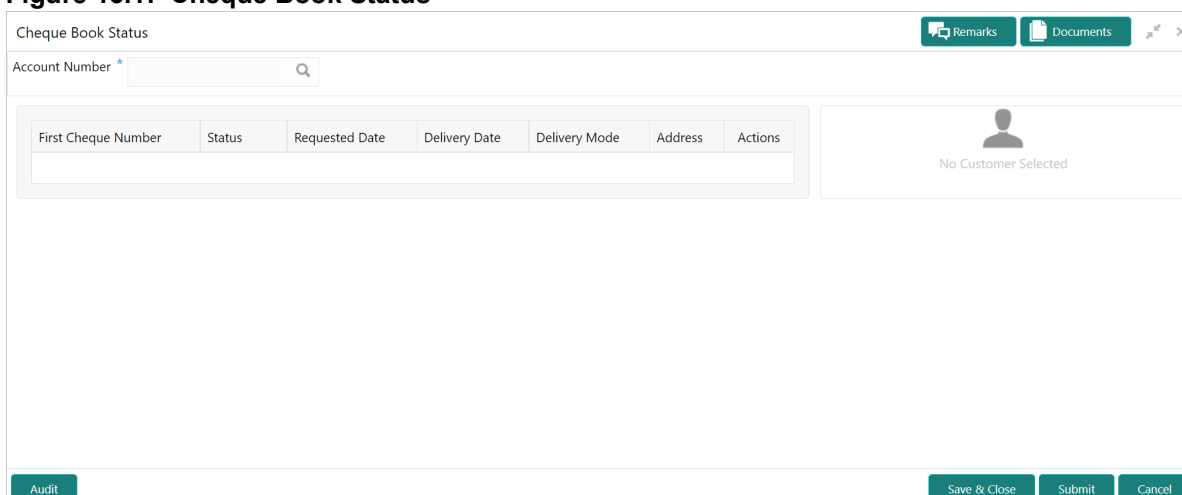 Cheque Book Status
Remarks
Documents
Account Number *
First Cheque Number Status Requested Date Delivery Date Delivery Mode Address Actions
No Customer Selected
Audit
Save & Close Submit Cancel